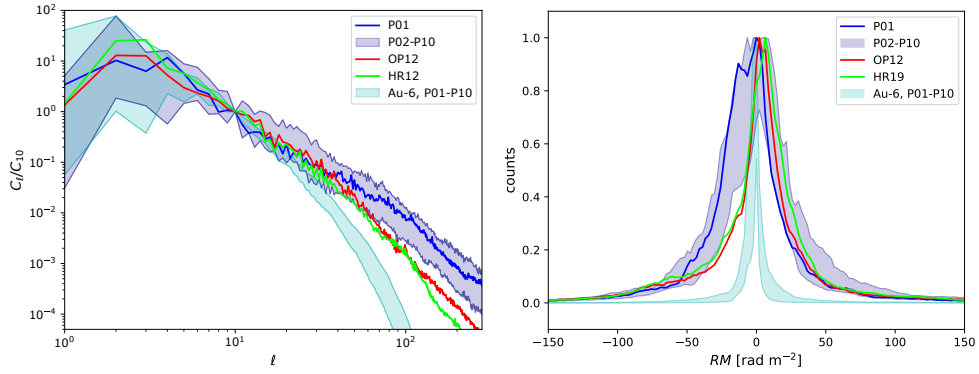 10²
10¹
10⁰
10⁻¹
10⁻²
10⁻³
10⁻⁴
Cℓ/C₁₀
10⁰
10¹
10²
ℓ
P01
P02-P10
OP12
HR12
Au-6, P01-P10
1.0
0.8
0.6
0.4
0.2
0.0
counts
−150
−100
−50
0
50
100
150
RM [rad m⁻²]
P01
P02-P10
OP12
HR19
Au-6, P01-P10